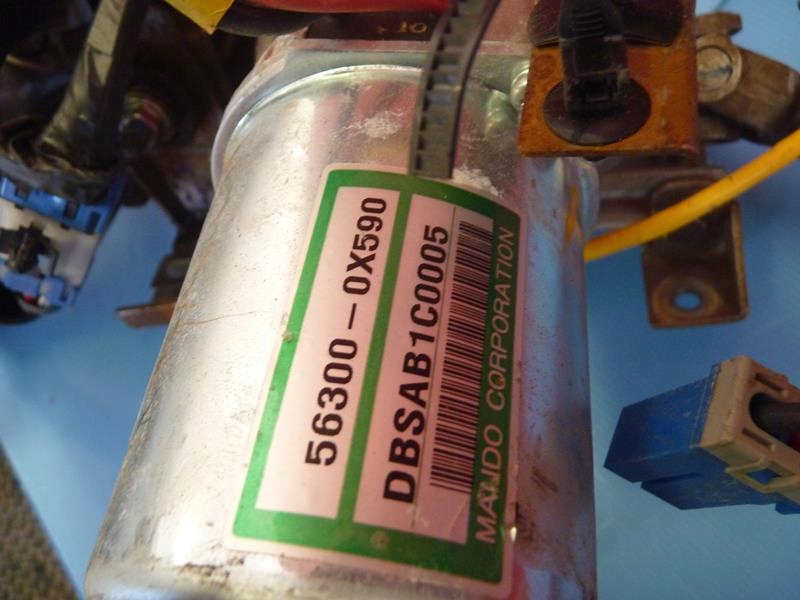 56300-0X590
DBSAB1C0005
MANDO CORPORATION